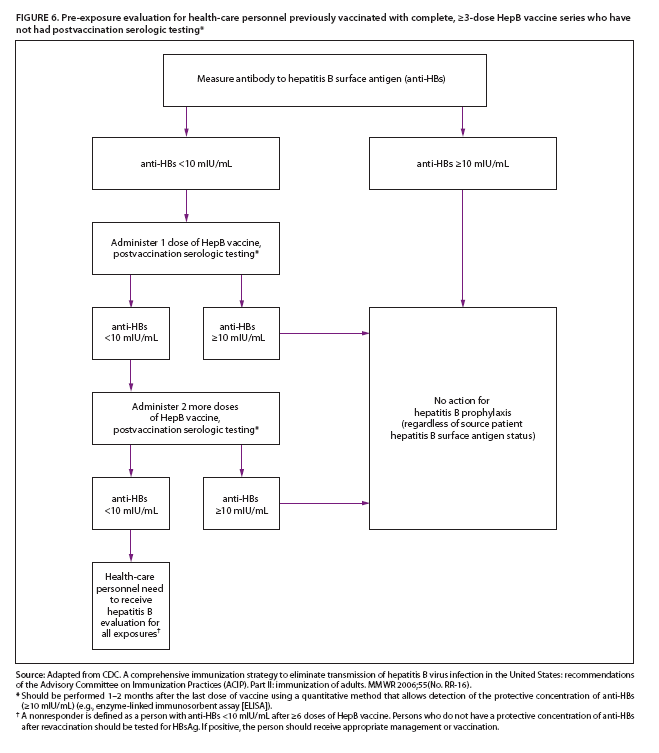 FIGURE 6. Pre-exposure evaluation for health-care personnel previously vaccinated with complete, ≥3-dose HepB vaccine series who have
not had postvaccination serologic testing*
Measure antibody to hepatitis B surface antigen (anti-HBs)
anti-HBs <10 mIU/mL
anti-HBs ≥10 mIU/mL
Administer 1 dose of HepB vaccine,
postvaccination serologic testing*
anti-HBs
<10 mIU/mL
anti-HBs
≥10 mIU/mL
No action for
hepatitis B prophylaxis
(regardless of source patient
hepatitis B surface antigen status)
Administer 2 more doses
of HepB vaccine,
postvaccination serologic testing*
anti-HBs
<10 mIU/mL
anti-HBs
≥10 mIU/mL
Health-care
personnel need
to receive
hepatitis B
evaluation for
all exposures†
Source: Adapted from CDC. A comprehensive immunization strategy to eliminate transmission of hepatitis B virus infection in the United States: recommendations
of the Advisory Committee on Immunization Practices (ACIP). Part II: immunization of adults. MMWR 2006;55(No. RR-16).
* Should be performed 1–2 months after the last dose of vaccine using a quantitative method that allows detection of the protective concentration of anti-HBs
(≥10 mIU/mL) (e.g., enzyme-linked immunosorbent assay [ELISA]).
† A nonresponder is defined as a person with anti-HBs <10 mIU/mL after ≥6 doses of HepB vaccine. Persons who do not have a protective concentration of anti-HBs
after revaccination should be tested for HBsAg. If positive, the person should receive appropriate management or vaccination.